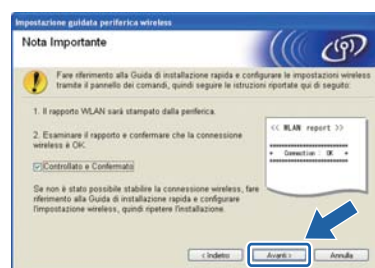 Impostazione guidata periferica wireless
Nota Importante
Fare riferimento alla Guida di installazione rapida e configurare le impostazioni wireless
tramite il pannello dei comandi, quindi seguire le istruzioni riportate qui di seguito:
1. Il rapporto WLAN sarà stampato dalla periferica.
2. Esaminare il rapporto e confermare che la connessione
wireless è OK.
<< WLAN report >>
* Connection : OK *
Controllato e Confermato
Se non è stato possibile stabilire la connessione wireless, fare
riferimento alla Guida di installazione rapida e configurare
l'impostazione wireless, quindi ripetere l'installazione.
< Indietro
Avanti >
Annulla